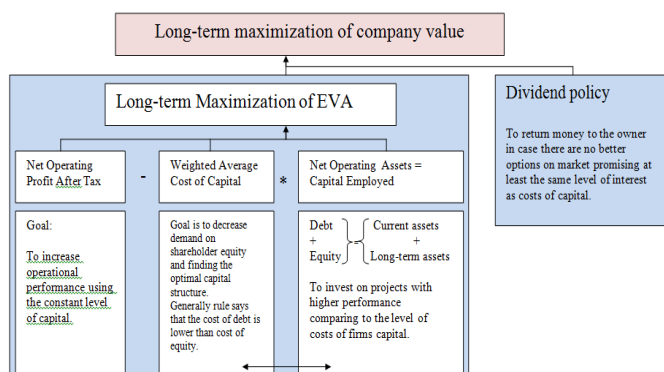 Long-term maximization of company value
Long-term Maximization of EVA
Dividend policy
To return money to the owner
in case there are no better
options on market promising at
least the same level of interest
as costs of capital.
Net Operating
Profit After Tax
-
Weighted Average
Cost of Capital
*
Net Operating Assets =
Capital Employed
Goal:
To increase
operational
performance using
the constant level
of capital.
Goal is to decrease
demand on
shareholder equity
and finding the
optimal capital
structure.
Generally rule says
that the cost of debt is
lower than cost of
equity.
Debt
+
Equity
=
Current assets
+
Long-term assets
To invest on projects with
higher performance
comparing to the level of
costs of firms capital.